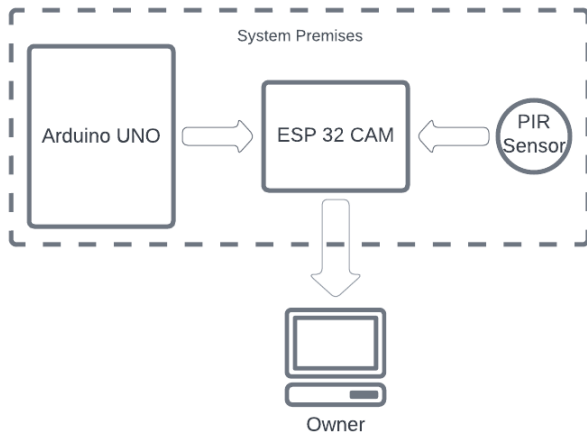 System Premises
Arduino UNO
ESP 32 CAM
PIR
Sensor
Owner